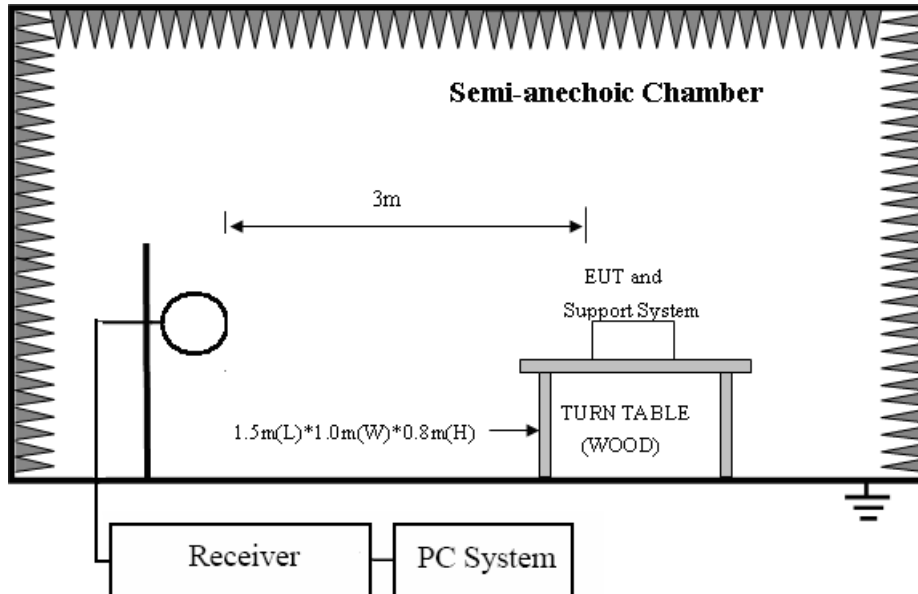 Semi-anechoic Chamber
3m
EUT and
Support System
1.5m(L)*1.0m(W)*0.8m(H)
TURN TABLE
(WOOD)
Receiver
PC System